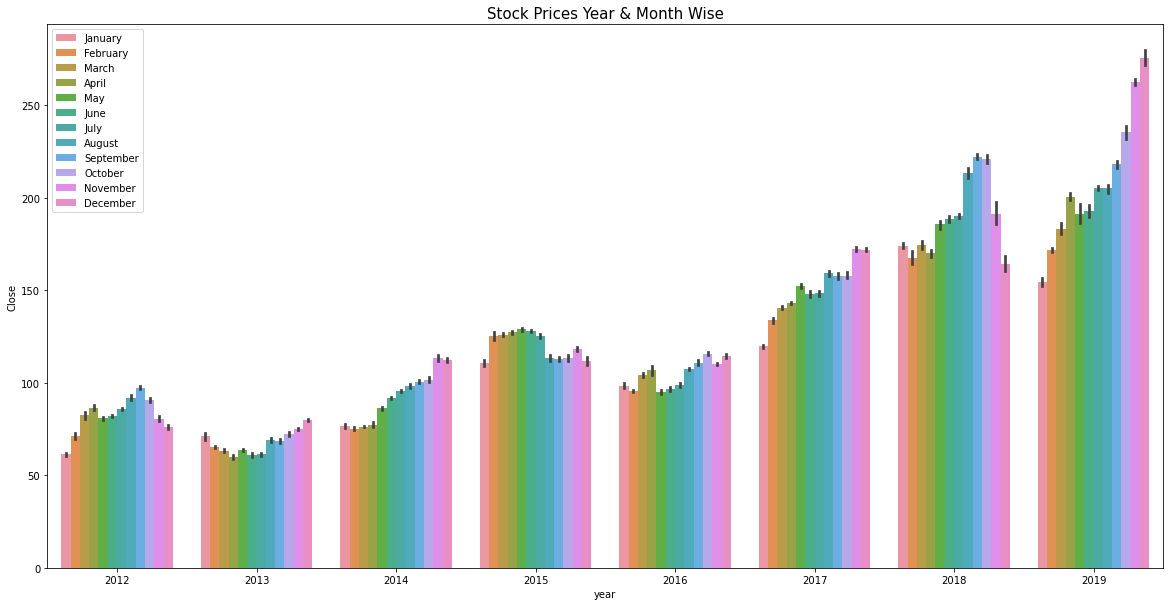 Stock Prices Year & Month Wise
January
February
March
April
May
June
July
August
September
October
November
December
Close
250
200
150
100
50
0
2012 2013 2014 2015 2016 2017 2018 2019
year